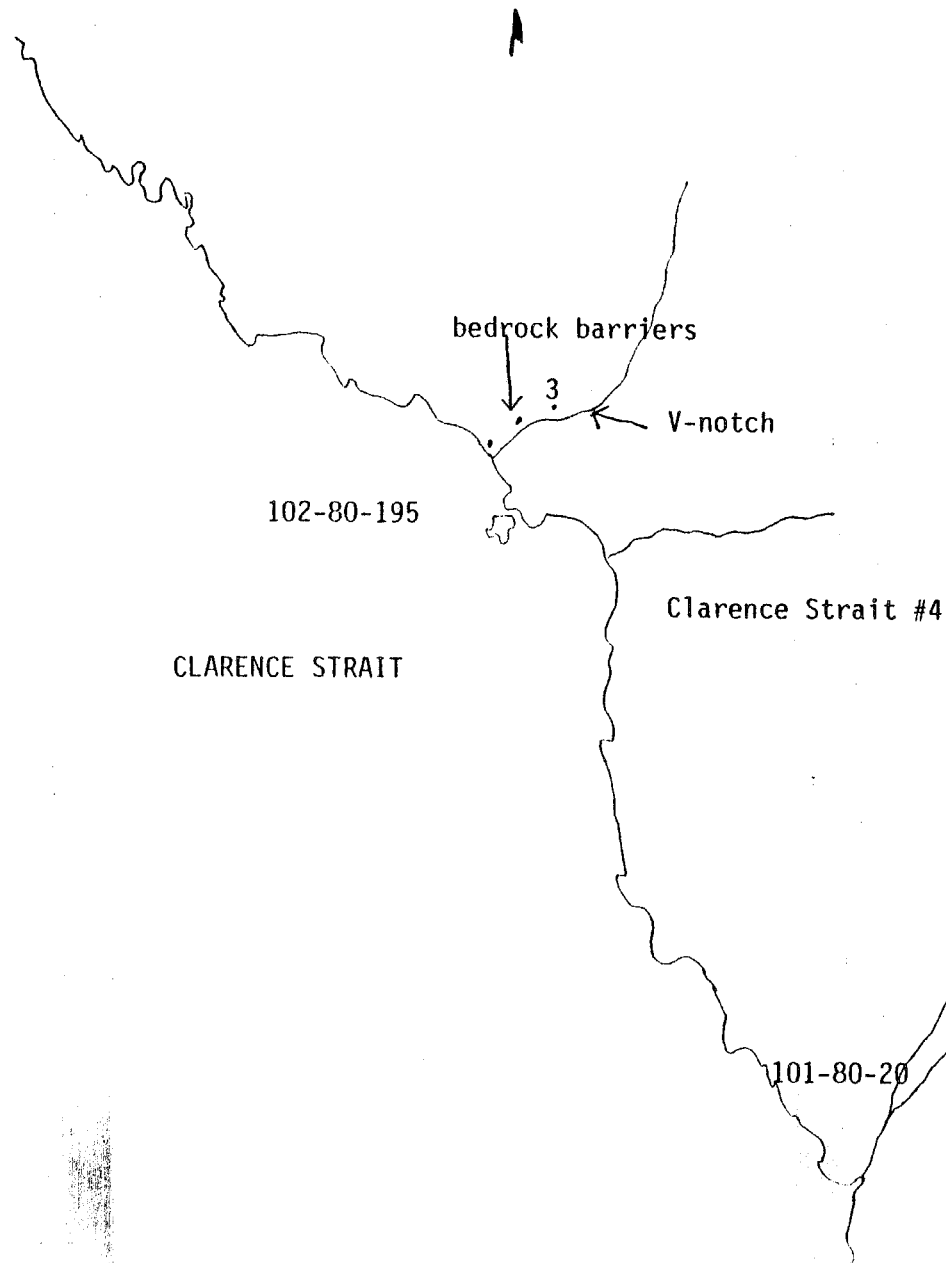 bedrock barriers
3
V-notch
102-80-195
Clarence Strait #4
CLARENCE STRAIT
101-80-20